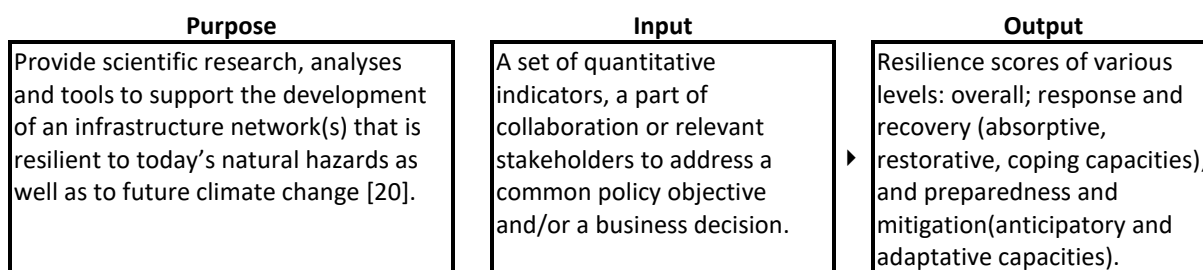 Purpose
Provide scientific research, analyses
and tools to support the development
of an infrastructure network(s) that is
resilient to today’s natural hazards as
well as to future climate change [20].
Input
A set of quantitative
indicators, a part of
collaboration or relevant
stakeholders to address a
common policy objective
and/or a business decision.
Output
Resilience scores of various
levels: overall; response and
recovery (absorptive,
restorative, coping capacities),
and preparedness and
mitigation(anticipatory and
adaptative capacities).